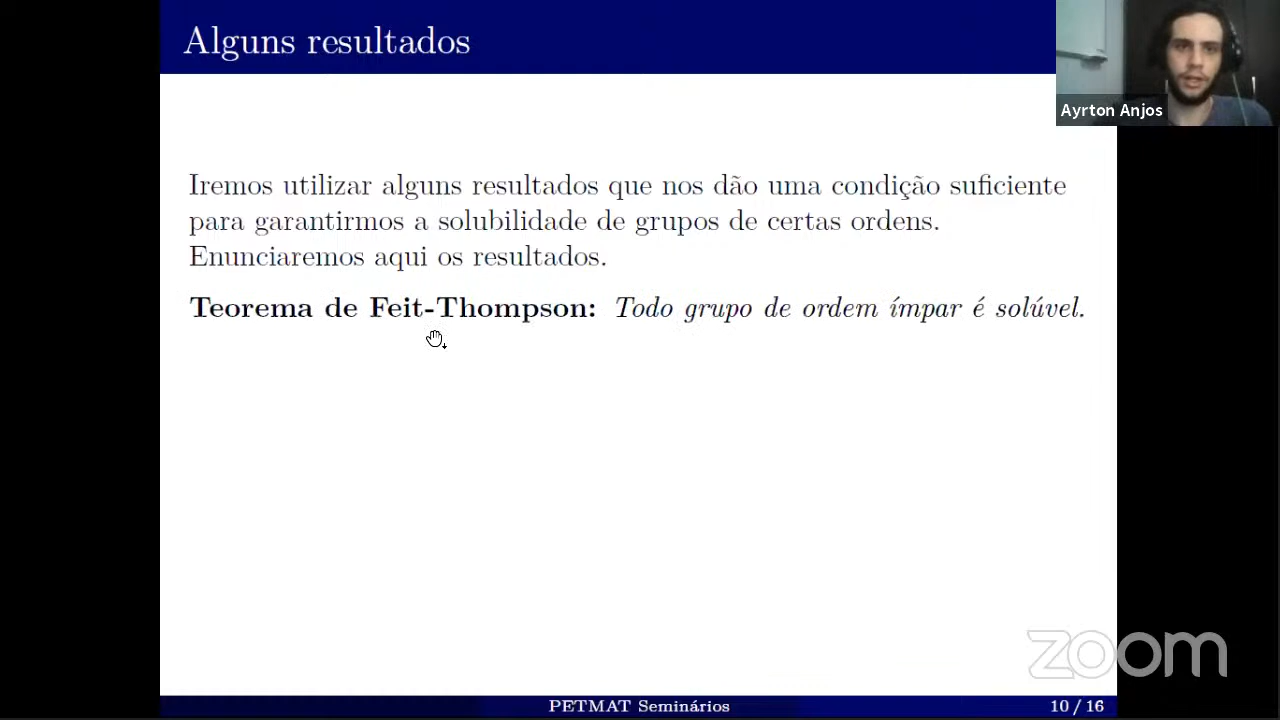 Alguns resultados
Ayrton Anjos
Iremos utilizar alguns resultados que nos dão uma condição suficiente
para garantirmos a solubilidade de grupos de certas ordens.
Enunciaremos aqui os resultados.
Teorema de Feit-Thompson: Todo grupo de ordem ímpar é solúvel.
zoom
PETMAT Seminários
10 / 16